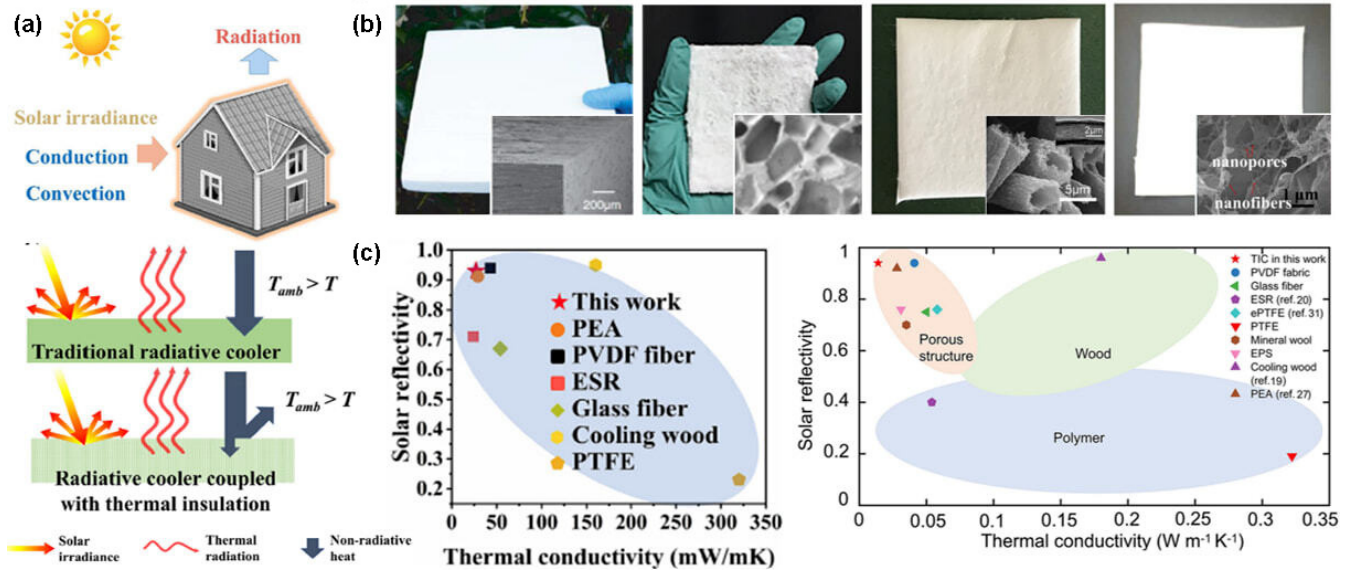 (a)
Radiation
Solar irradiance
Conduction
Convection
T_amb > T
Traditional radiative cooler
T_amb > T
Radiative cooler coupled
with thermal insulation
Solar
irradiance
Thermal
radiation
Non-radiative
heat
(b)
200μm
2μm
5μm
nanopores
nanofibers
1 μm
(c)
Solar reflectivity
1.0
0.9
0.8
0.7
0.6
0.5
0.4
0.3
0.2
This work
PEA
PVDF fiber
ESR
Glass fiber
Cooling wood
PTFE
0 50 100 150 200 250 300 350
Thermal conductivity (mW/mK)
Solar reflectivity
1
0.8
0.6
0.4
0.2
0
Porous
structure
Wood
Polymer
TIC in this work
PVDF fabric
Glass fiber
ESR (ref.20)
ePTFE (ref.31)
PTFE
Mineral wool
EPS
Cooling wood
(ref.19)
PEA (ref.27)
0 0.05 0.1 0.15 0.2 0.25 0.3 0.35
Thermal conductivity (W m⁻¹ K⁻¹)